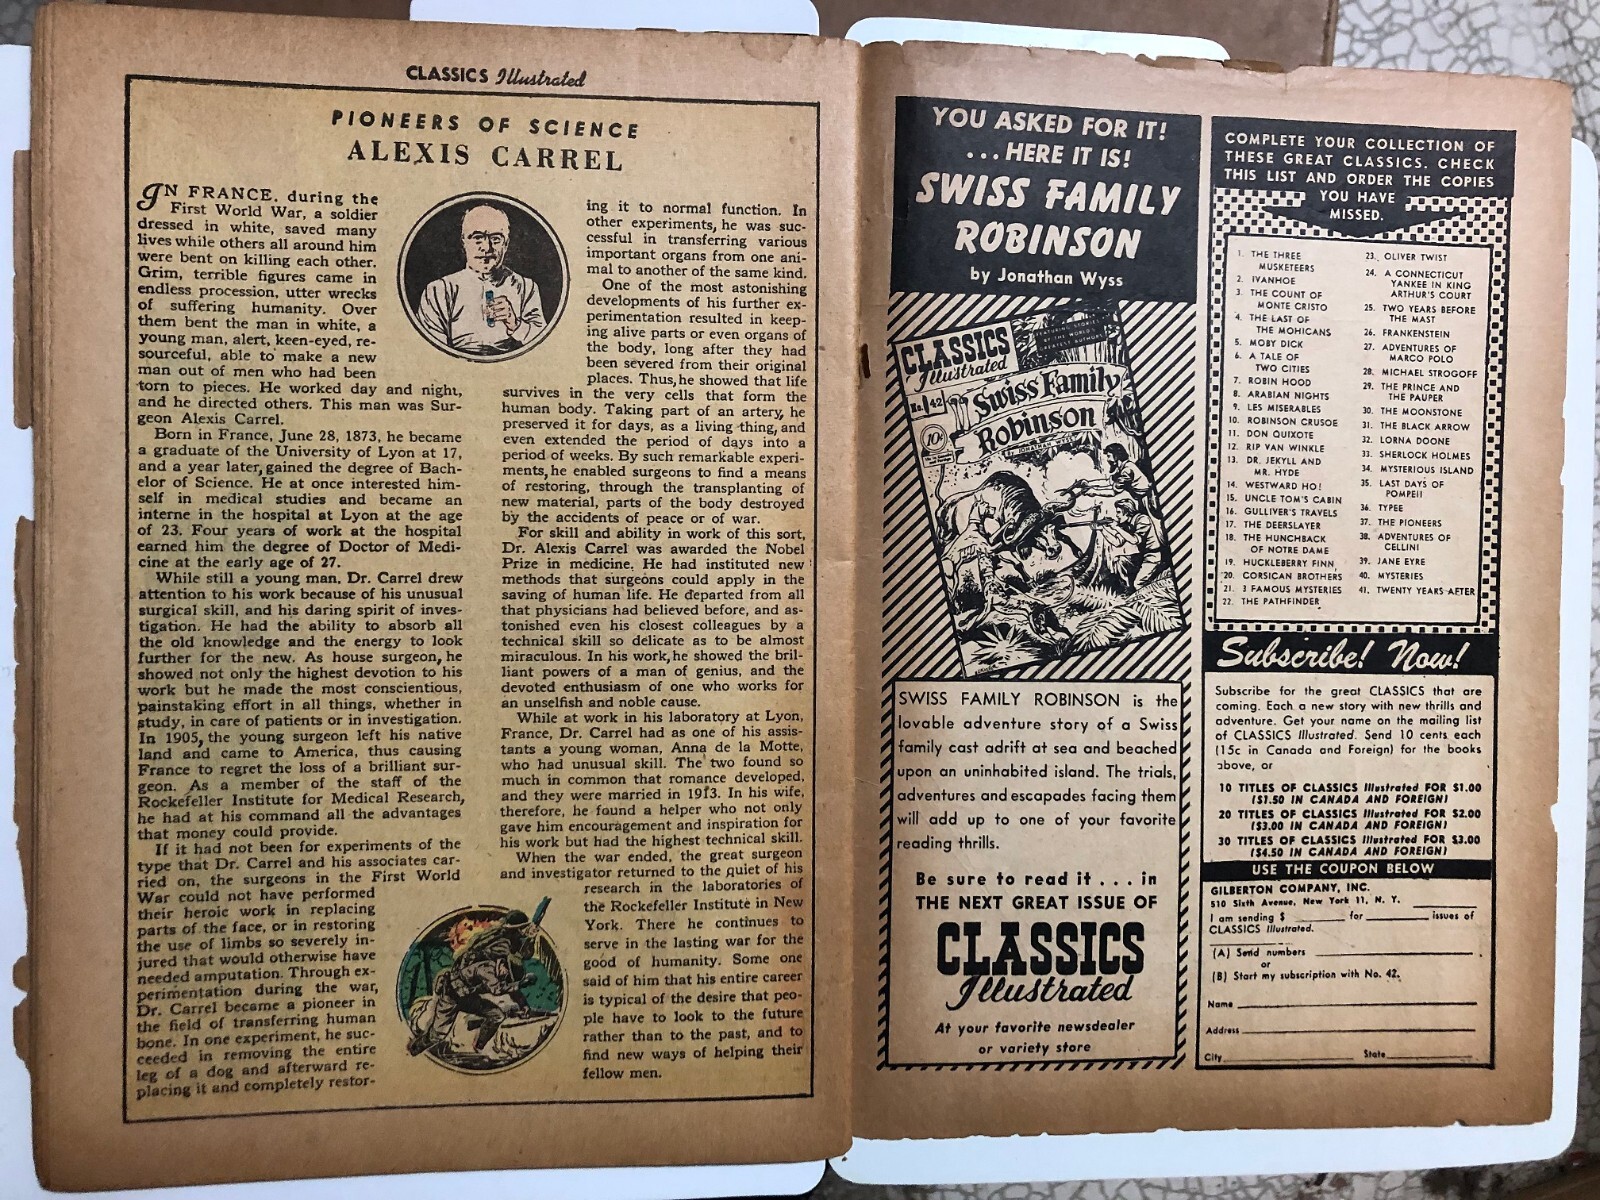 CLASSICS Illustrated
PIONEERS OF SCIENCE
ALEXIS CARREL
IN FRANCE, during the
First World War, a soldier
dressed in white, saved many
lives while others all around him
were bent on killing each other.
Grim, terrible figures came in
endless procession, utter wrecks
of suffering humanity. Over
them bent the man in white, a
young man, alert, keen-eyed, re-
sourceful, able to make a new
man out of men who had been
torn to pieces. He worked day and night,
and he directed others. This man was Sur-
geon Alexis Carrel.
Born in France, June 28, 1873, he became
a graduate of the University of Lyon at 17,
and a year later, gained the degree of Bach-
elor of Science. He at once interested him-
self in medical studies and became an
interne in the hospital at Lyon at the age
of 23. Four years of work at the hospital
earned him the degree of Doctor of Medi-
cine at the early age of 27.
While still a young man, Dr. Carrel drew
attention to his work because of his unusual
surgical skill, and his daring spirit of inves-
tigation. He had the ability to absorb all
the old knowledge and the energy to look
further for the new. As house surgeon, he
showed not only the highest devotion to his
work but he made the most conscientious,
painstaking effort in all things, whether in
study, in care of patients or in investigation.
In 1905, the young surgeon left his native
land and came to America, thus causing
France to regret the loss of a brilliant sur-
geon. As a member of the staff of the
Rockefeller Institute for Medical Research,
he had at his command all the advantages
that money could provide.
If it had not been for experiments of the
type that Dr. Carrel and his associates car-
ried on, the surgeons in the First World
War could not have performed
their heroic work in replacing
parts of the face, or in restoring
the use of limbs so severely in-
jured that would otherwise have
needed amputation. Through ex-
perimentation during the war,
Dr. Carrel became a pioneer in
the field of transferring human
bone. In one experiment, he suc-
ceeded in removing the entire
leg of a dog and afterward re-
placing it and completely restor-
ing it to normal function. In
other experiments, he was suc-
cessful in transferring various
important organs from one ani-
mal to another of the same kind.
One of the most astonishing
developments of his further ex-
perimentation resulted in keep-
ing alive parts or even organs of
the body, long after they had
been severed from their original
places. Thus, he showed that life
survives in the very cells that form the
human body. Taking part of an artery, he
preserved it for days, as a living thing, and
even extended the period of days into a
period of weeks. By such remarkable experi-
ments, he enabled surgeons to find a means
of restoring, through the transplanting of
new material, parts of the body destroyed
by the accidents of peace or of war.
For skill and ability in work of this sort,
Dr. Alexis Carrel was awarded the Nobel
Prize in medicine. He had instituted new
methods that surgeons could apply in the
saving of human life. He departed from all
that physicians had believed before, and as-
tonished even his closest colleagues by a
technical skill so delicate as to be almost
miraculous. In his work, he showed the bril-
liant powers of a man of genius, and the
devoted enthusiasm of one who works for
an unselfish and noble cause.
While at work in his laboratory at Lyon,
France, Dr. Carrel had as one of his assis-
tants a young woman, Anna de la Motte,
who had unusual skill. The two found so
much in common that romance developed,
and they were married in 1913. In his wife,
therefore, he found a helper who not only
gave him encouragement and inspiration for
his work but had the highest technical skill.
When the war ended, the great surgeon
and investigator returned to the quiet of his
research in the laboratories of
the Rockefeller Institute in New
York. There he continues to
serve in the lasting war for the
good of humanity. Some one
said of him that his entire career
is typical of the desire that peo-
ple have to look to the future
rather than to the past, and to
find new ways of helping their
fellow men.
YOU ASKED FOR IT!
...HERE IT IS!
SWISS FAMILY
ROBINSON
by Jonathan Wyss
CLASSICS
Illustrated
No. 42
10¢
Swiss Family
Robinson
By JONATHAN WYSS
SWISS FAMILY ROBINSON is the
lovable adventure story of a Swiss
family cast adrift at sea and beached
upon an uninhabited island. The trials,
adventures and escapades facing them
will add up to one of your favorite
reading thrills.
Be sure to read it ... in
THE NEXT GREAT ISSUE OF
CLASSICS
Illustrated
At your favorite newsdealer
or variety store
COMPLETE YOUR COLLECTION OF
THESE GREAT CLASSICS. CHECK
THIS LIST AND ORDER THE COPIES
YOU HAVE
MISSED.
1. THE THREE
MUSKETEERS
2. IVANHOE
3. THE COUNT OF
MONTE CRISTO
4. THE LAST OF
THE MOHICANS
5. MOBY DICK
6. A TALE OF
TWO CITIES
7. ROBIN HOOD
8. ARABIAN NIGHTS
9. LES MISERABLES
10. ROBINSON CRUSOE
11. DON QUIXOTE
12. RIP VAN WINKLE
13. DR. JEKYLL AND
MR. HYDE
14. WESTWARD HO!
15. UNCLE TOM'S CABIN
16. GULLIVER'S TRAVELS
17. THE DEERSLAYER
18. THE HUNCHBACK
OF NOTRE DAME
19. HUCKLEBERRY FINN
20. CORSICAN BROTHERS
21. 3 FAMOUS MYSTERIES
22. THE PATHFINDER
23. OLIVER TWIST
24. A CONNECTICUT
YANKEE IN KING
ARTHUR'S COURT
25. TWO YEARS BEFORE
THE MAST
26. FRANKENSTEIN
27. ADVENTURES OF
MARCO POLO
28. MICHAEL STROGOFF
29. THE PRINCE AND
THE PAUPER
30. THE MOONSTONE
31. THE BLACK ARROW
32. LORNA DOONE
33. SHERLOCK HOLMES
34. MYSTERIOUS ISLAND
35. LAST DAYS OF
POMPEII
36. TYPEE
37. THE PIONEERS
38. ADVENTURES OF
CELLINI
39. JANE EYRE
40. MYSTERIES
41. TWENTY YEARS AFTER
Subscribe! Now!
Subscribe for the great CLASSICS that are
coming. Each a new story with new thrills and
adventure. Get your name on the mailing list
of CLASSICS Illustrated. Send 10 cents each
(15c in Canada and Foreign) for the books
above, or
10 TITLES OF CLASSICS Illustrated FOR $1.00
($1.50 IN CANADA AND FOREIGN)
20 TITLES OF CLASSICS Illustrated FOR $2.00
($3.00 IN CANADA AND FOREIGN)
30 TITLES OF CLASSICS Illustrated FOR $3.00
($4.50 IN CANADA AND FOREIGN)
USE THE COUPON BELOW
GILBERTON COMPANY, INC.
510 Sixth Avenue, New York 11, N. Y.
I am sending $ for issues of
CLASSICS Illustrated.
(A) Send numbers
or
(B) Start my subscription with No. 42.
Name
Address
City State